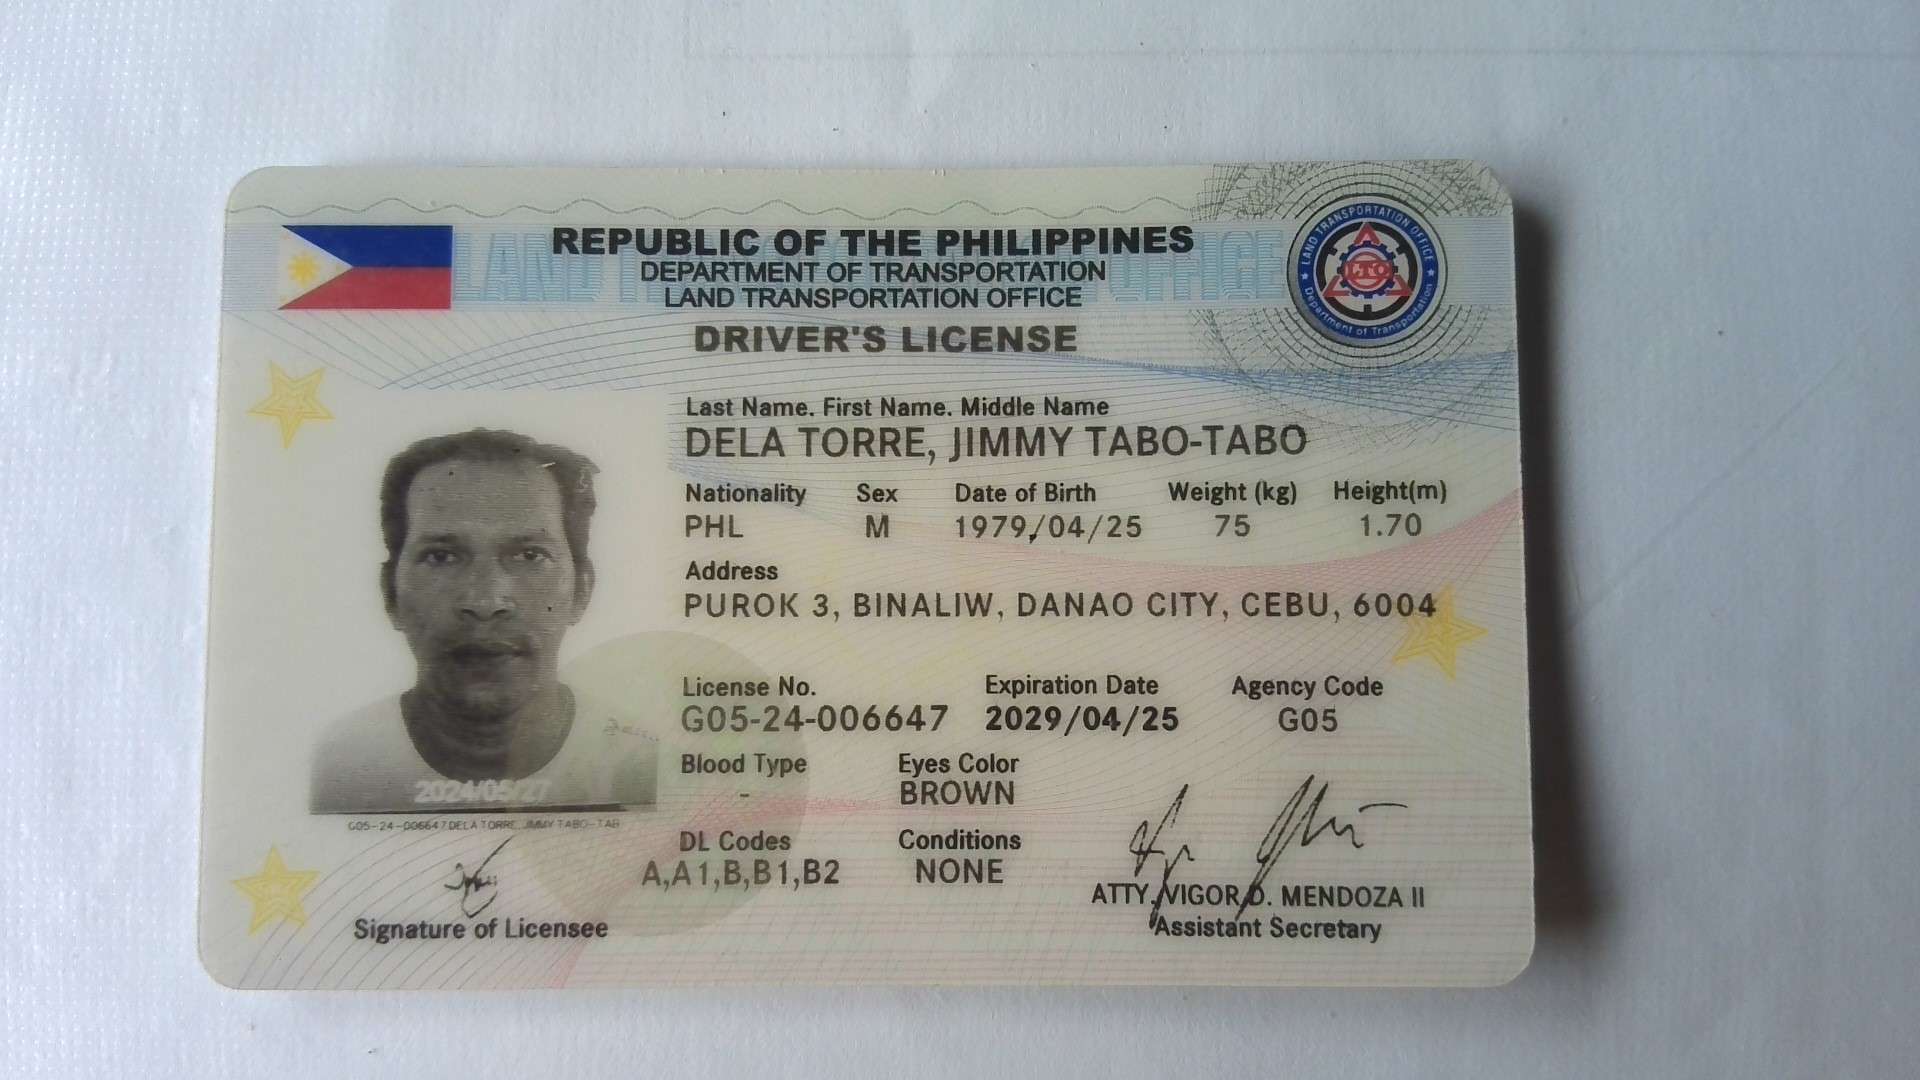 REPUBLIC OF THE PHILIPPINES
DEPARTMENT OF TRANSPORTATION
LAND TRANSPORTATION OFFICE
DRIVER'S LICENSE
LAND TRANSPORTATION OFFICE
LTO
Department of Transportation
Last Name. First Name. Middle Name
DELA TORRE, JIMMY TABO-TABO
Nationality Sex Date of Birth Weight (kg) Height(m)
PHL M 1979/04/25 75 1.70
Address
PUROK 3, BINALIW, DANAO CITY, CEBU, 6004
License No. Expiration Date Agency Code
G05-24-006647 2029/04/25 G05
Blood Type Eyes Color
- BROWN
DL Codes Conditions
A,A1,B,B1,B2 NONE
2024/05/27
G05-24-006647 DELA TORRE, JIMMY TABO-TAB
Signature of Licensee
ATTY. VIGOR D. MENDOZA II
Assistant Secretary